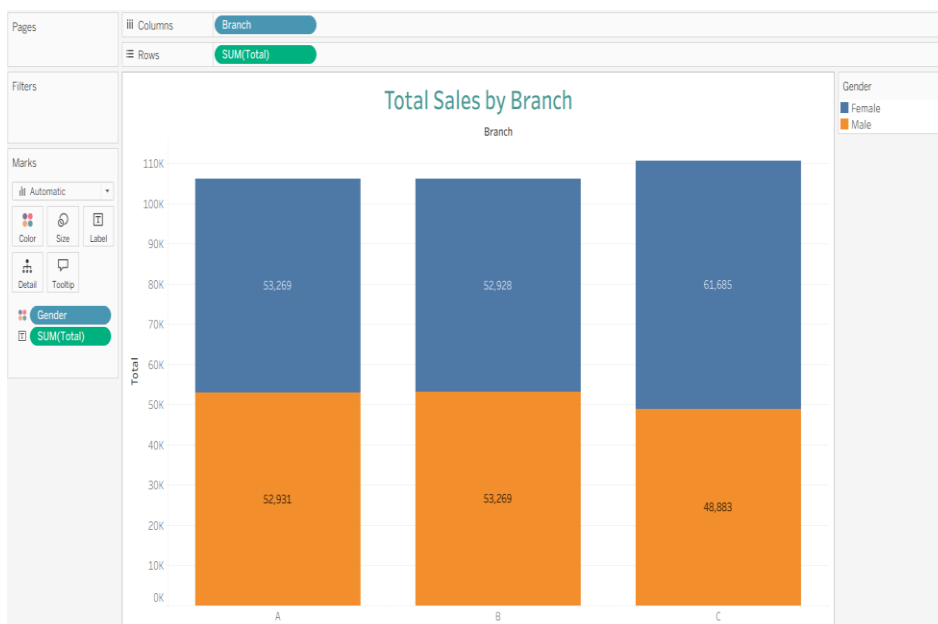 Pages
Columns
Branch
Rows
SUM(Total)
Filters
Marks
Automatic
Color
Size
Label
Detail
Tooltip
Gender
SUM(Total)
Total Sales by Branch
Branch
Total
110K
100K
90K
80K
70K
60K
50K
40K
30K
20K
10K
0K
53,269
52,928
61,685
52,931
53,269
48,883
A
B
C
Gender
Female
Male